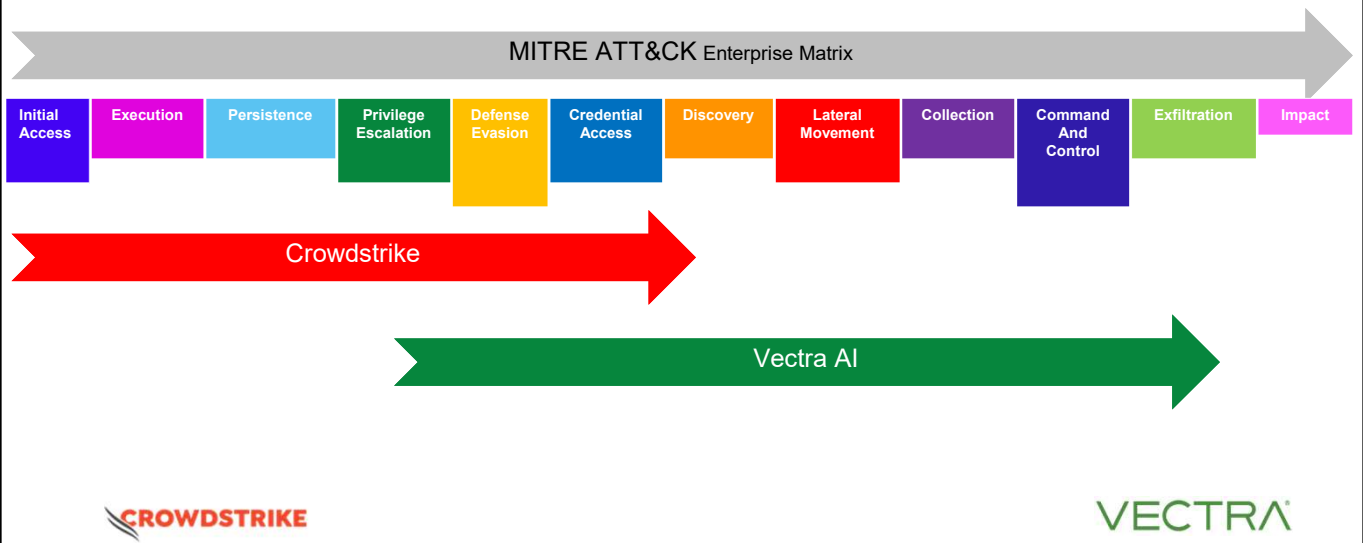 MITRE ATT&CK Enterprise Matrix
Initial
Access
Execution
Persistence
Privilege
Escalation
Defense
Evasion
Credential
Access
Discovery
Lateral
Movement
Collection
Command
And
Control
Exfiltration
Impact
Crowdstrike
Vectra AI
CROWDSTRIKE
VECTRA